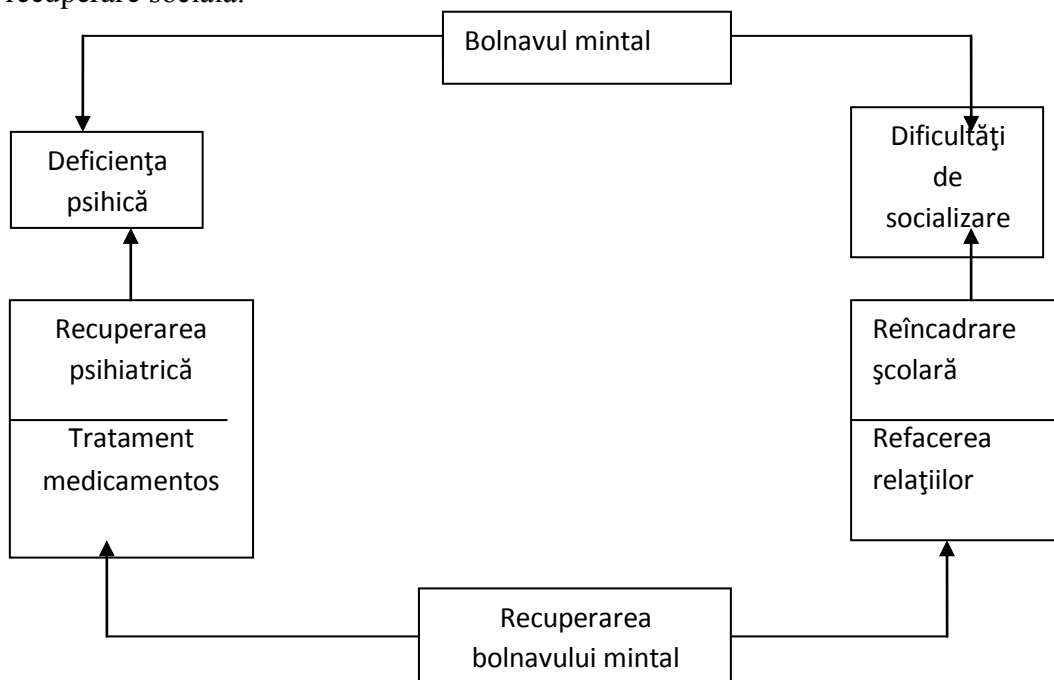 recuperare socială.
Bolnavul mintal
Deficienţa
psihică
Dificultăţi
de
socializare
Recuperarea
psihiatrică
Tratament
medicamentos
Reîncadrare
şcolară
Refacerea
relaţiilor
Recuperarea
bolnavului mintal